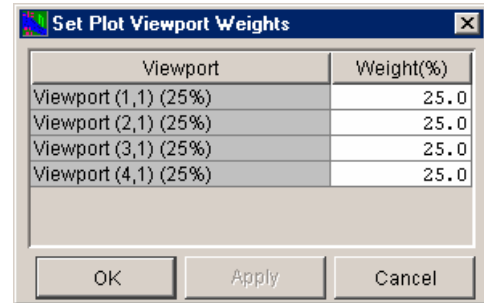 Set Plot Viewport Weights
Viewport Weight(%)
Viewport (1,1) (25%) 25.0
Viewport (2,1) (25%) 25.0
Viewport (3,1) (25%) 25.0
Viewport (4,1) (25%) 25.0
OK Apply Cancel